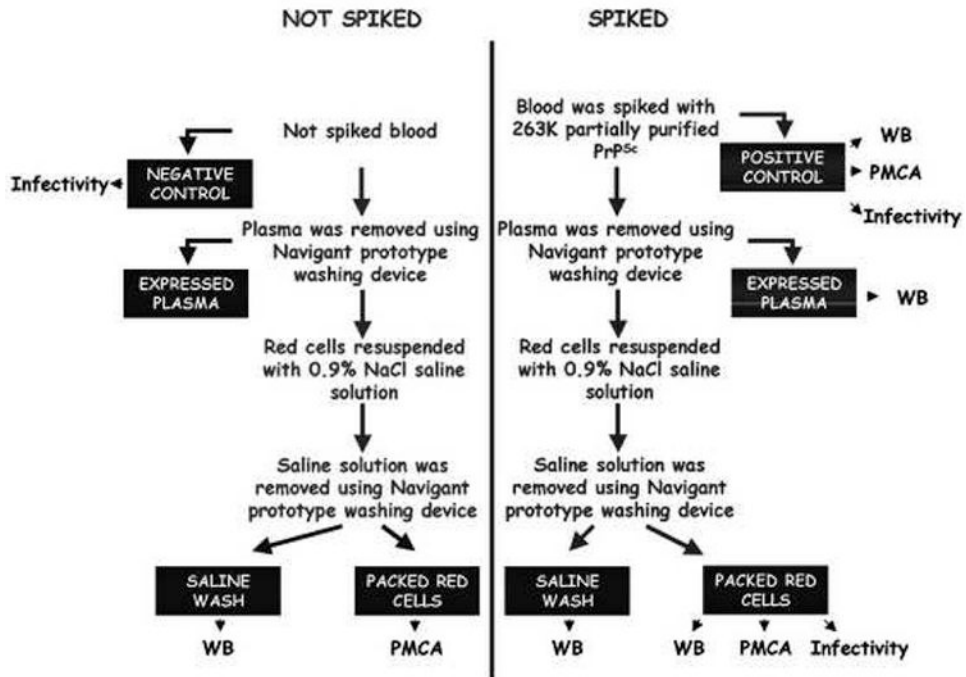 NOT SPIKED
SPIKED
Not spiked blood
NEGATIVE
CONTROL
Infectivity
Plasma was removed using
Navigant prototype
washing device
EXPRESSED
PLASMA
Red cells resuspended
with 0.9% NaCl saline
solution
Saline solution was
removed using Navigant
prototype washing device
SALINE
WASH
WB
PACKED RED
CELLS
PMCA
Blood was spiked with
263K partially purified
PrPSc
POSITIVE
CONTROL
WB
PMCA
Infectivity
Plasma was removed using
Navigant prototype
washing device
EXPRESSED
PLASMA
WB
Red cells resuspended
with 0.9% NaCl saline
solution
Saline solution was
removed using Navigant
prototype washing device
SALINE
WASH
WB
PACKED RED
CELLS
WB
PMCA
Infectivity